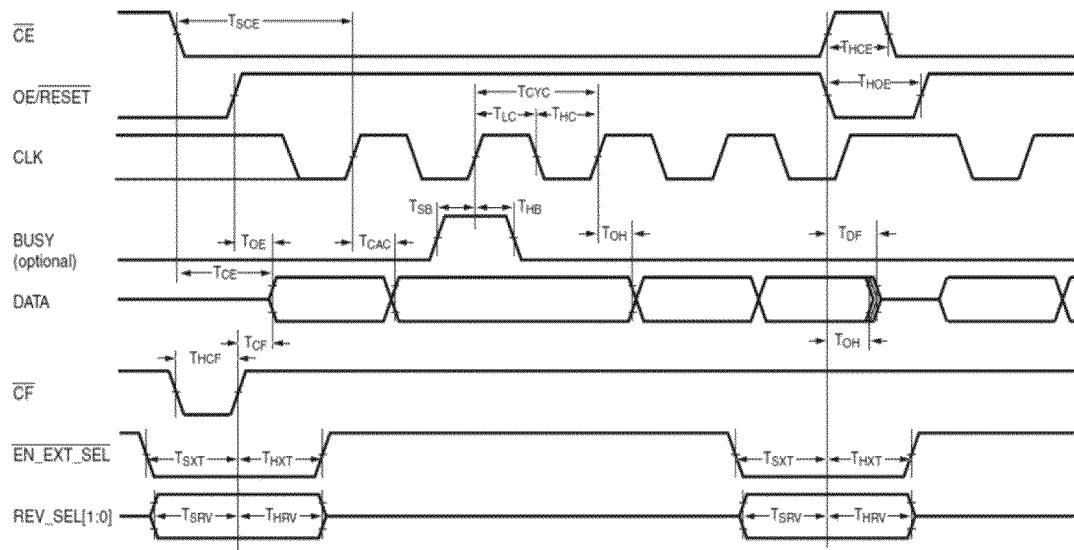 CE
TSCE
THCE
OE/RESET
THOE
TCYC
TLC
THC
CLK
TSB
THB
BUSY
(optional)
TOE
TCAC
TOH
TDF
TCE
DATA
TOH
THCF
TCF
CF
EN_EXT_SEL
TSXT
THXT
TSXT
THXT
REV_SEL[1:0]
TSRV
THRV
TSRV
THRV